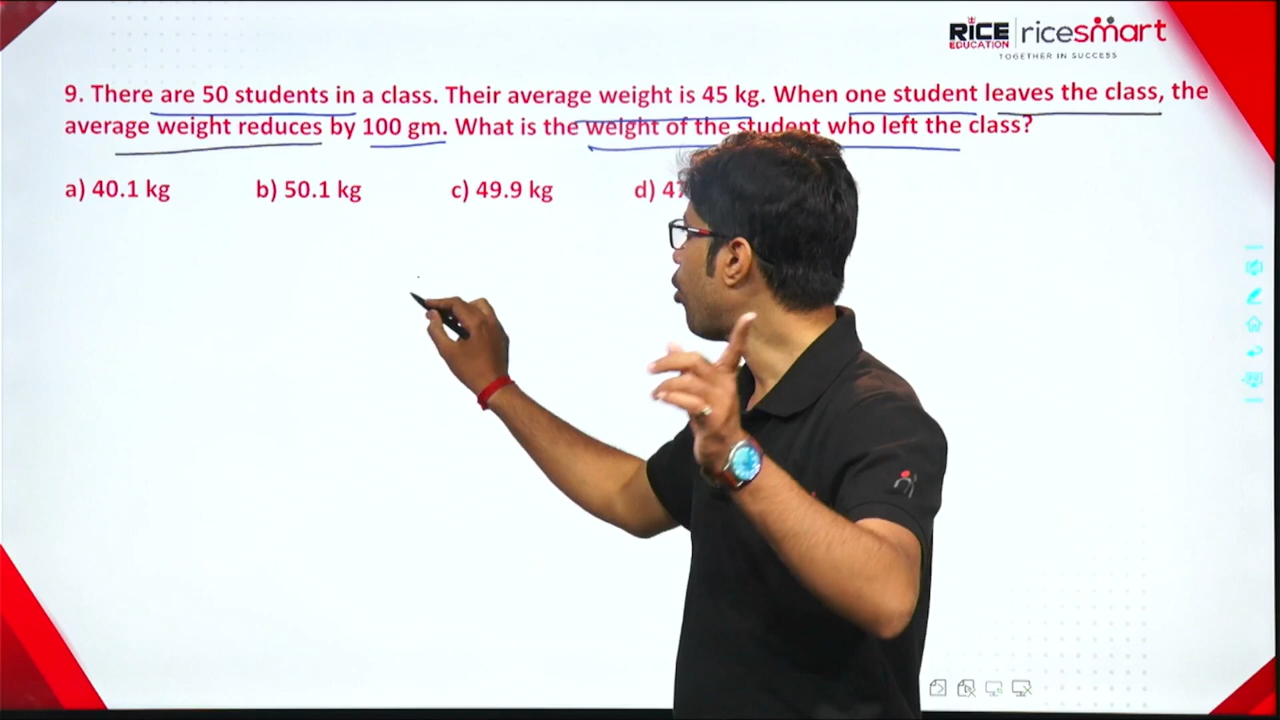 RICE EDUCATION ricesmart
TOGETHER IN SUCCESS
9. There are 50 students in a class. Their average weight is 45 kg. When one student leaves the class, the
average weight reduces by 100 gm. What is the weight of the student who left the class?
a) 40.1 kg b) 50.1 kg c) 49.9 kg d)